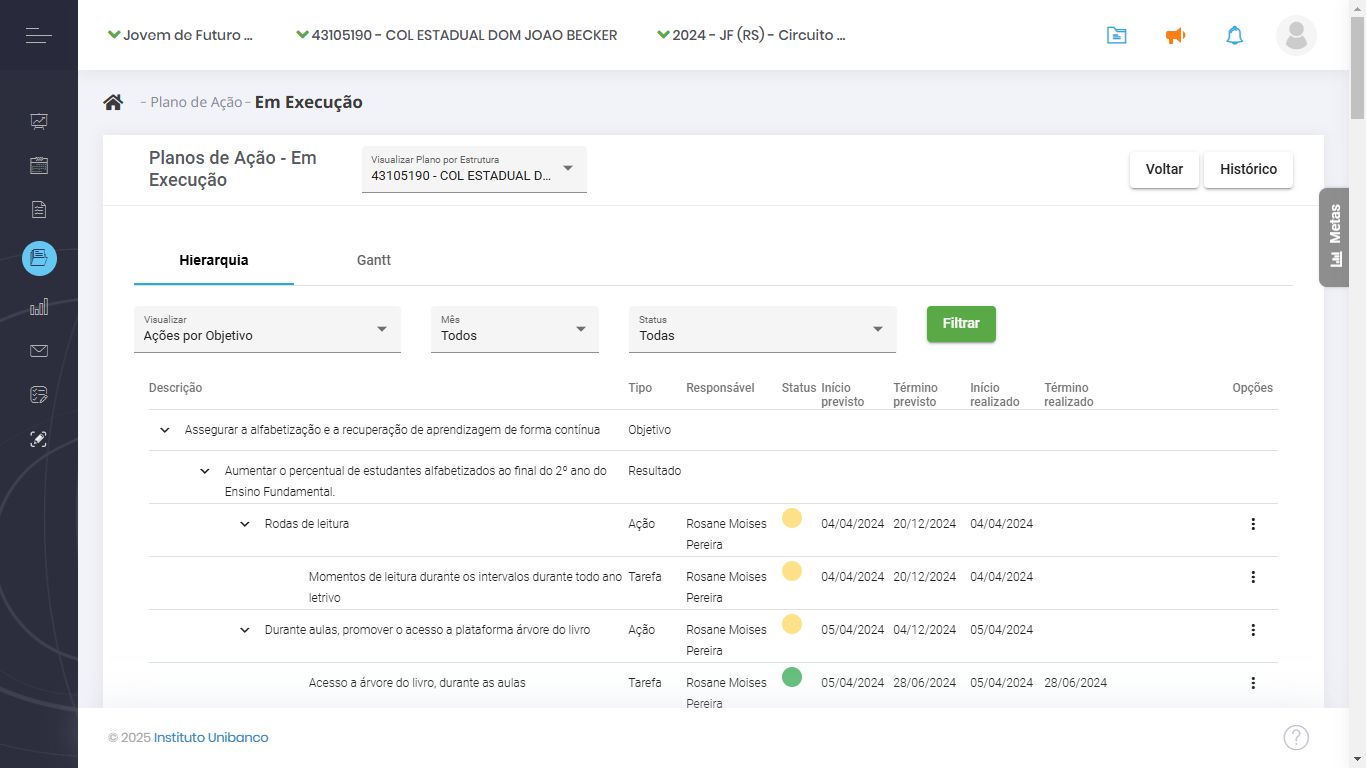 Jovem de Futuro ...
43105190 - COL ESTADUAL DOM JOAO BECKER
2024 - JF (RS) - Circuito ...
- Plano de Ação - Em Execução
Planos de Ação - Em Execução
Visualizar Plano por Estrutura
43105190 - COL ESTADUAL D...
Voltar
Histórico
Metas
Hierarquia
Gantt
Visualizar
Ações por Objetivo
Mês
Todos
Status
Todas
Filtrar
Descrição Tipo Responsável Status Início previsto Término previsto Início realizado Término realizado Opções
Assegurar a alfabetização e a recuperação de aprendizagem de forma contínua Objetivo
Aumentar o percentual de estudantes alfabetizados ao final do 2º ano do Ensino Fundamental. Resultado
Rodas de leitura Ação Rosane Moises Pereira 04/04/2024 20/12/2024 04/04/2024
Momentos de leitura durante os intervalos durante todo ano letrivo Tarefa Rosane Moises Pereira 04/04/2024 20/12/2024 04/04/2024
Durante aulas, promover o acesso a plataforma árvore do livro Ação Rosane Moises Pereira 05/04/2024 04/12/2024 05/04/2024
Acesso a árvore do livro, durante as aulas Tarefa Rosane Moises Pereira 05/04/2024 28/06/2024 05/04/2024 28/06/2024
© 2025 Instituto Unibanco
?